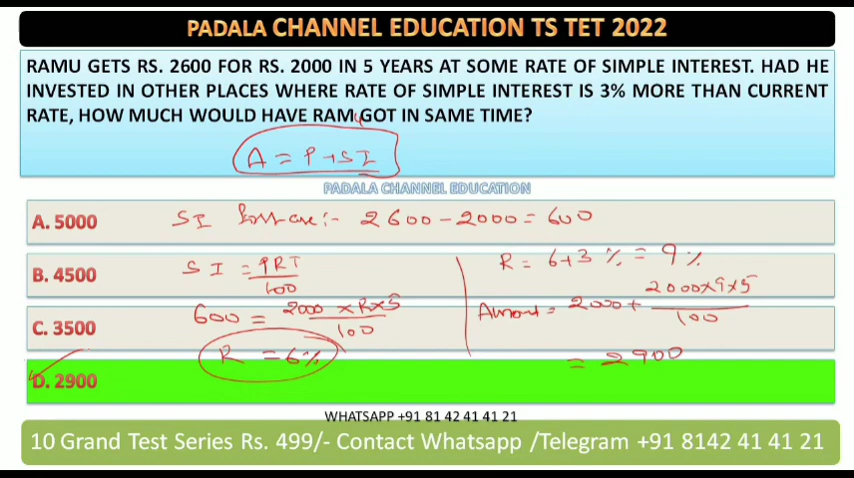 PADALA CHANNEL EDUCATION TS TET 2022
RAMU GETS RS. 2600 FOR RS. 2000 IN 5 YEARS AT SOME RATE OF SIMPLE INTEREST. HAD HE
INVESTED IN OTHER PLACES WHERE RATE OF SIMPLE INTEREST IS 3% MORE THAN CURRENT
RATE, HOW MUCH WOULD HAVE RAM GOT IN SAME TIME?
A = P + SI
PADALA CHANNEL EDUCATION
A. 5000
SI :- 2600 - 2000 = 600
B. 4500
SI = PRT/100
R = 6+3 % = 9 %
C. 3500
600 = 2000 × R × 5/100
Amount = 2000 + 2000×9×5/100
R = 6%
= 2900
D. 2900
WHATSAPP +91 81 42 41 41 21
10 Grand Test Series Rs. 499/- Contact Whatsapp /Telegram +91 8142 41 41 21